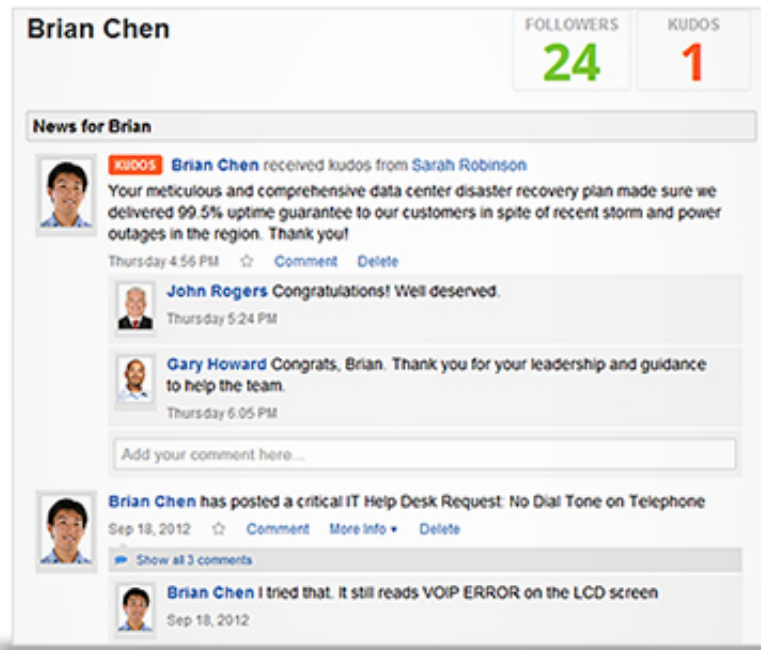 Brian Chen
FOLLOWERS
24
KUDOS
1
News for Brian
KUDOS Brian Chen received kudos from Sarah Robinson
Your meticulous and comprehensive data center disaster recovery plan made sure we
delivered 99.5% uptime guarantee to our customers in spite of recent storm and power
outages in the region. Thank you!
Thursday 4:56 PM ☆ Comment Delete
John Rogers Congratulations! Well deserved.
Thursday 5:24 PM
Gary Howard Congrats, Brian. Thank you for your leadership and guidance
to help the team.
Thursday 6:05 PM
Add your comment here...
Brian Chen has posted a critical IT Help Desk Request: No Dial Tone on Telephone
Sep 18, 2012 ☆ Comment More Info ▾ Delete
Show all 3 comments
Brian Chen I tried that. It still reads VOIP ERROR on the LCD screen
Sep 18, 2012